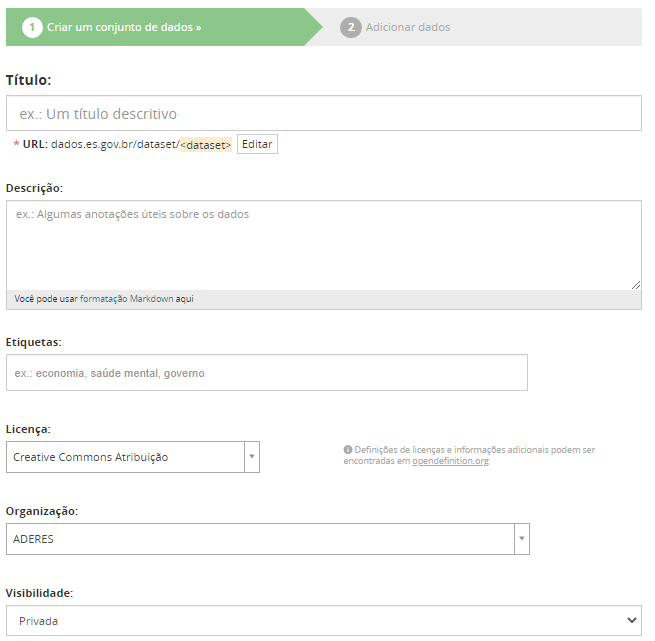 1 Criar um conjunto de dados » 2 Adicionar dados
Título:
ex.: Um título descritivo
* URL: dados.es.gov.br/dataset/<dataset> Editar
Descrição:
ex.: Algumas anotações úteis sobre os dados
Você pode usar formatação Markdown aqui
Etiquetas:
ex.: economia, saúde mental, governo
Licença:
Creative Commons Atribuição
Definições de licenças e informações adicionais podem ser
encontradas em opendefinition.org
Organização:
ADERES
Visibilidade:
Privada